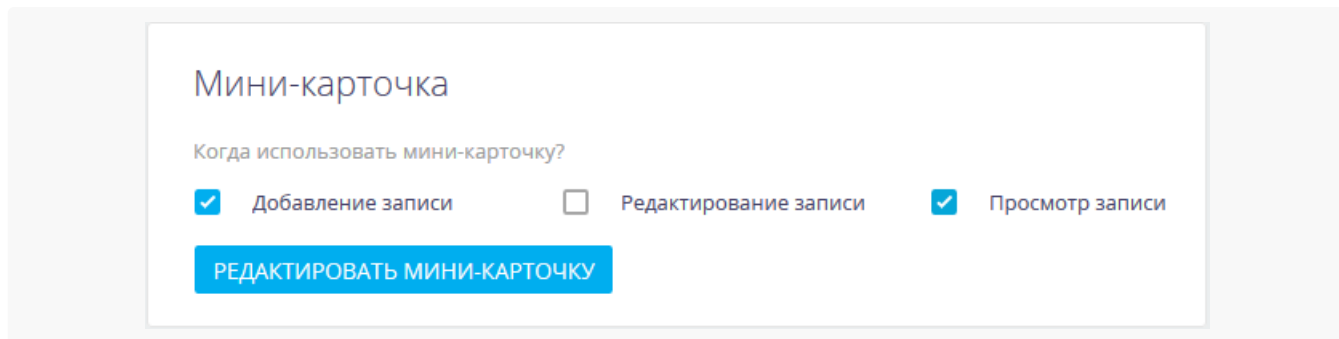 Мини-карточка
Когда использовать мини-карточку?
Добавление записи Редактирование записи Просмотр записи
РЕДАКТИРОВАТЬ МИНИ-КАРТОЧКУ